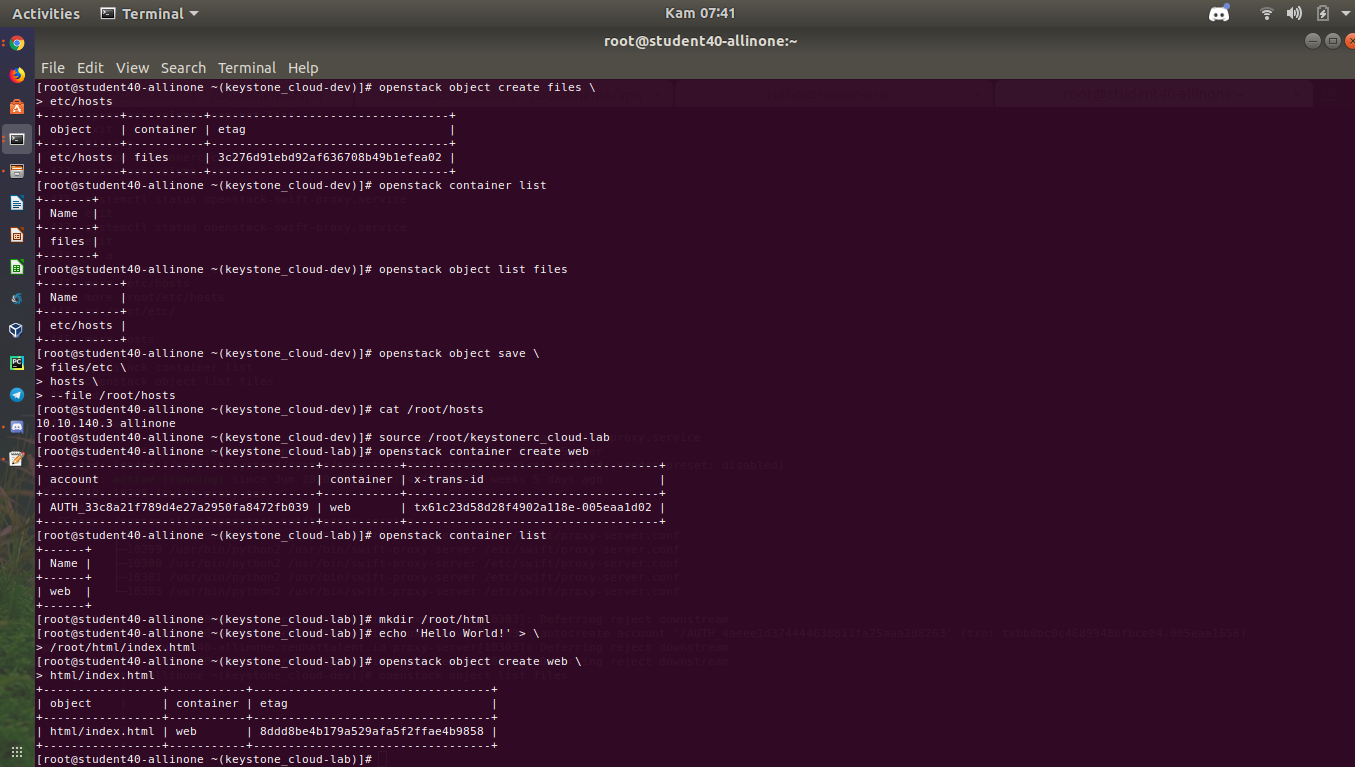 Activities Terminal Kam 07:41
root@student40-allinone:~
File Edit View Search Terminal Help
[root@student40-allinone ~(keystone_cloud-dev)]# openstack object create files \
> etc/hosts
+-----------+-----------+----------------------------------+
| object    | container | etag                             |
+-----------+-----------+----------------------------------+
| etc/hosts | files     | 3c276d91ebd92af636708b49b1efea02 |
+-----------+-----------+----------------------------------+
[root@student40-allinone ~(keystone_cloud-dev)]# openstack container list
+-------+
| Name  |
+-------+
| files |
+-------+
[root@student40-allinone ~(keystone_cloud-dev)]# openstack object list files
+-----------+
| Name      |
+-----------+
| etc/hosts |
+-----------+
[root@student40-allinone ~(keystone_cloud-dev)]# openstack object save \
> files/etc \
> hosts \
> --file /root/hosts
[root@student40-allinone ~(keystone_cloud-dev)]# cat /root/hosts
10.10.140.3 allinone
[root@student40-allinone ~(keystone_cloud-dev)]# source /root/keystonerc_cloud-lab
[root@student40-allinone ~(keystone_cloud-lab)]# openstack container create web
+---------------------------------------+-----------+------------------------------------+
| account                               | container | x-trans-id                         |
+---------------------------------------+-----------+------------------------------------+
| AUTH_33c8a21f789d4e27a2950fa8472fb039 | web       | tx61c23d58d28f4902a118e-005eaa1d02 |
+---------------------------------------+-----------+------------------------------------+
[root@student40-allinone ~(keystone_cloud-lab)]# openstack container list
+------+
| Name |
+------+
| web  |
+------+
[root@student40-allinone ~(keystone_cloud-lab)]# mkdir /root/html
[root@student40-allinone ~(keystone_cloud-lab)]# echo 'Hello World!' > \
> /root/html/index.html
[root@student40-allinone ~(keystone_cloud-lab)]# openstack object create web \
> html/index.html
+-----------------+-----------+----------------------------------+
| object          | container | etag                             |
+-----------------+-----------+----------------------------------+
| html/index.html | web       | 8ddd8be4b179a529afa5f2ffae4b9858 |
+-----------------+-----------+----------------------------------+
[root@student40-allinone ~(keystone_cloud-lab)]#